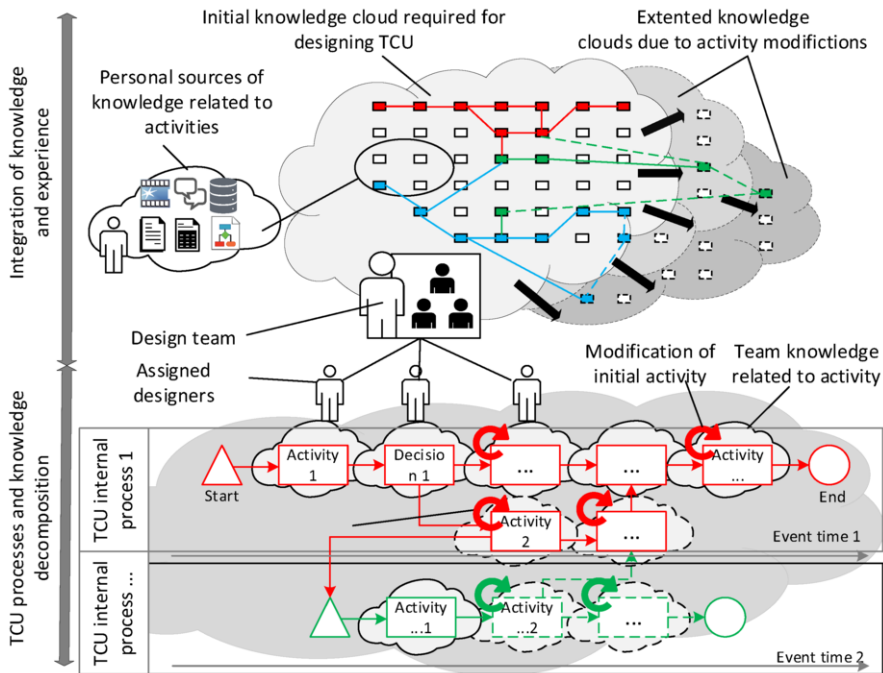 Initial knowledge cloud required for
designing TCU
Extented knowledge
clouds due to activity modifictions
Personal sources of
knowledge related to
activities
Integration of knowledge
and experience
Design team
Assigned
designers
Modification of
initial activity
Team knowledge
related to activity
TCU processes and knowledge
decomposition
TCU internal
process 1
Start
Activity
1
Decisio
n 1
...
...
Activity
...
End
Activity
2
...
Event time 1
TCU internal
process ...
Activity
...1
Activity
...2
...
Event time 2